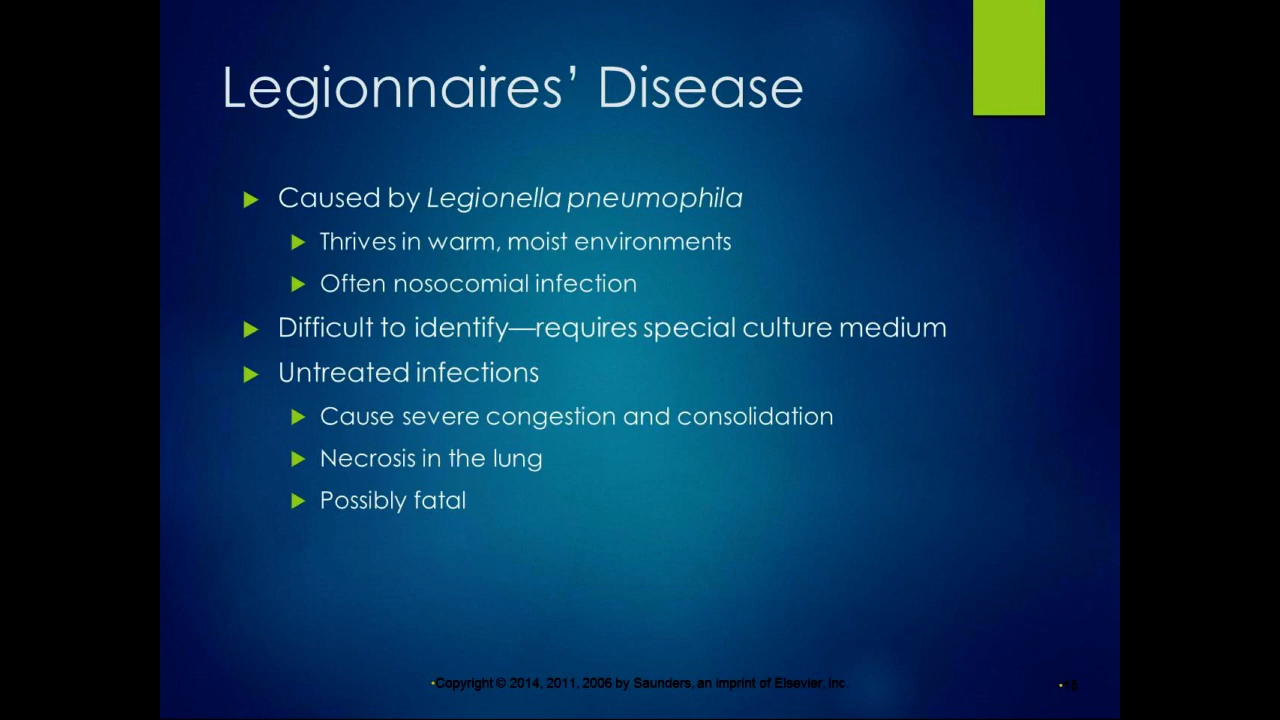 Legionnaires’ Disease
Caused by Legionella pneumophila
Thrives in warm, moist environments
Often nosocomial infection
Difficult to identify—requires special culture medium
Untreated infections
Cause severe congestion and consolidation
Necrosis in the lung
Possibly fatal
•Copyright © 2014, 2011, 2006 by Saunders, an imprint of Elsevier, Inc.